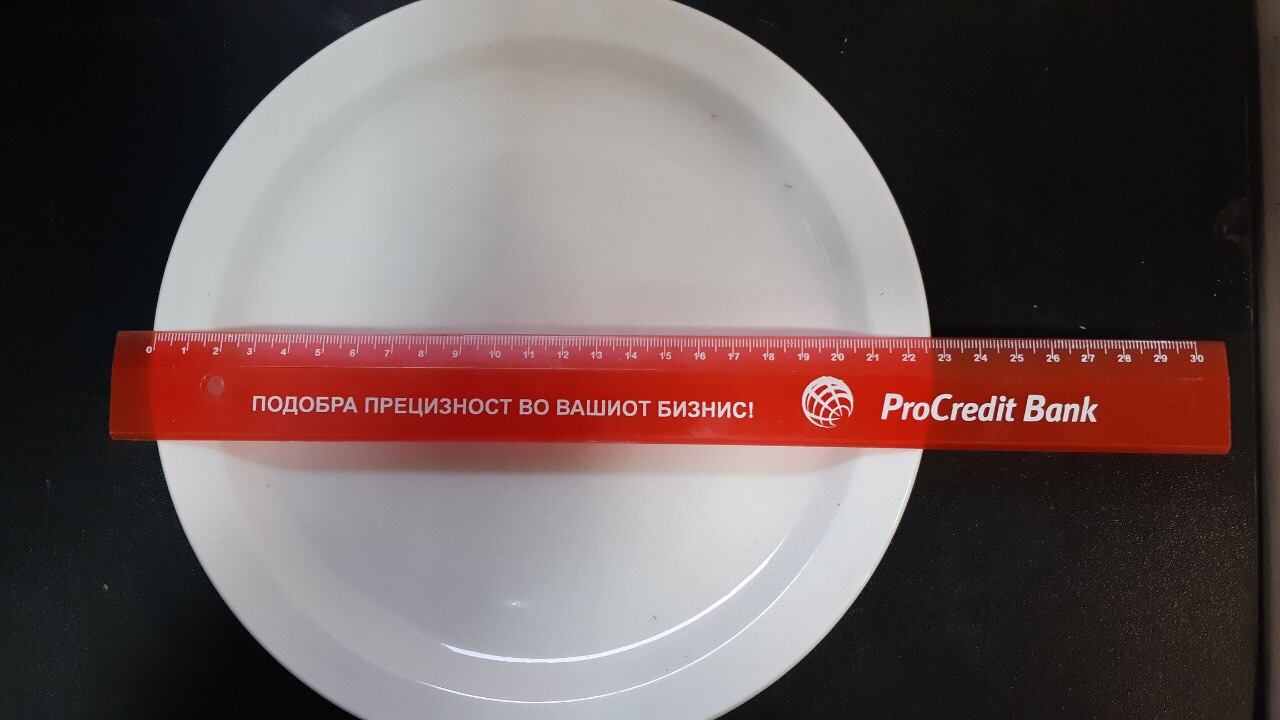 0 1 2 3 4 5 6 7 8 9 10 11 12 13 14 15 16 17 18 19 20 21 22 23 24 25 26 27 28 29 30
ПОДОБРА ПРЕЦИЗНОСТ ВО ВАШИОТ БИЗНИС! ProCredit Bank